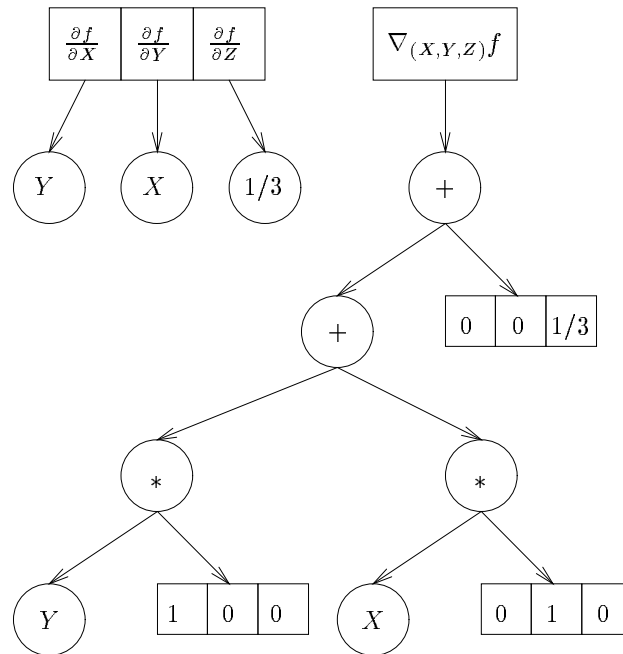 ∂f/∂X ∂f/∂Y ∂f/∂Z ∇(X,Y,Z)f
Y X 1/3 +
+ 0 0 1/3
* *
Y 1 0 0 X 0 1 0